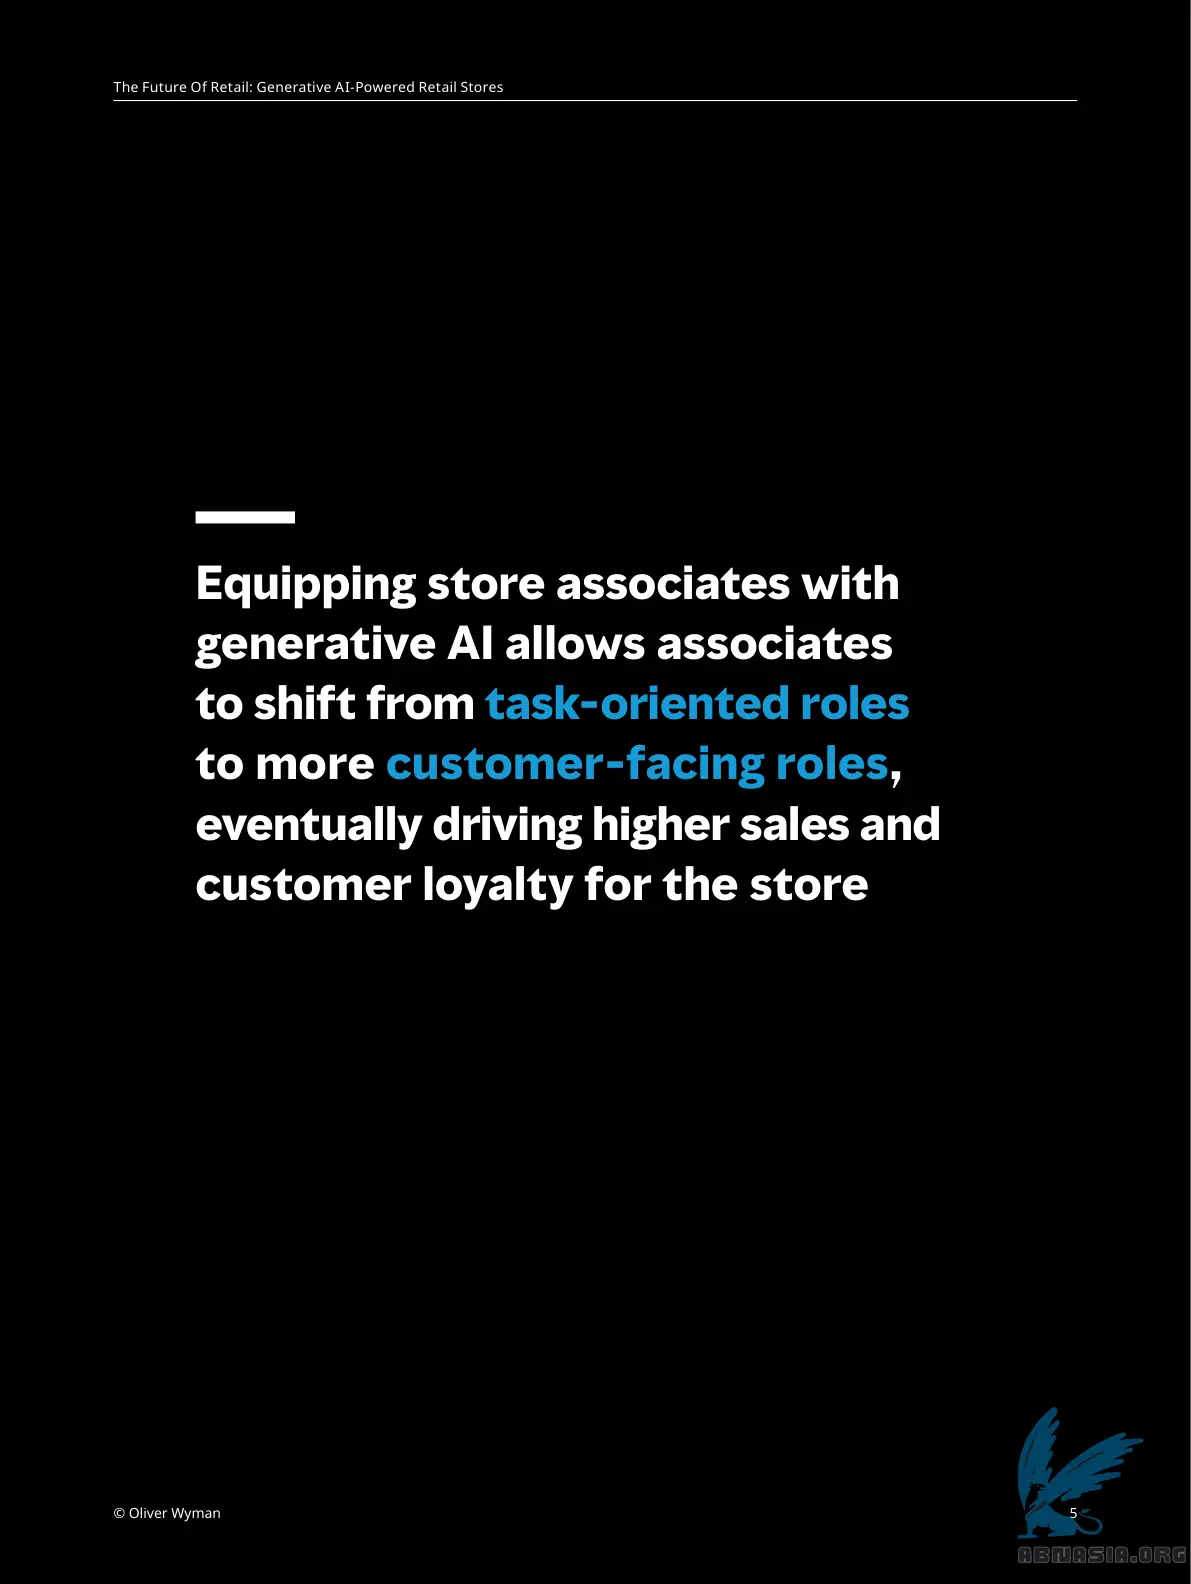 The Future Of Retail: Generative AI-Powered Retail Stores
Equipping store associates with
generative AI allows associates
to shift from task-oriented roles
to more customer-facing roles,
eventually driving higher sales and
customer loyalty for the store
© Oliver Wyman
5
ABNASIA.ORG